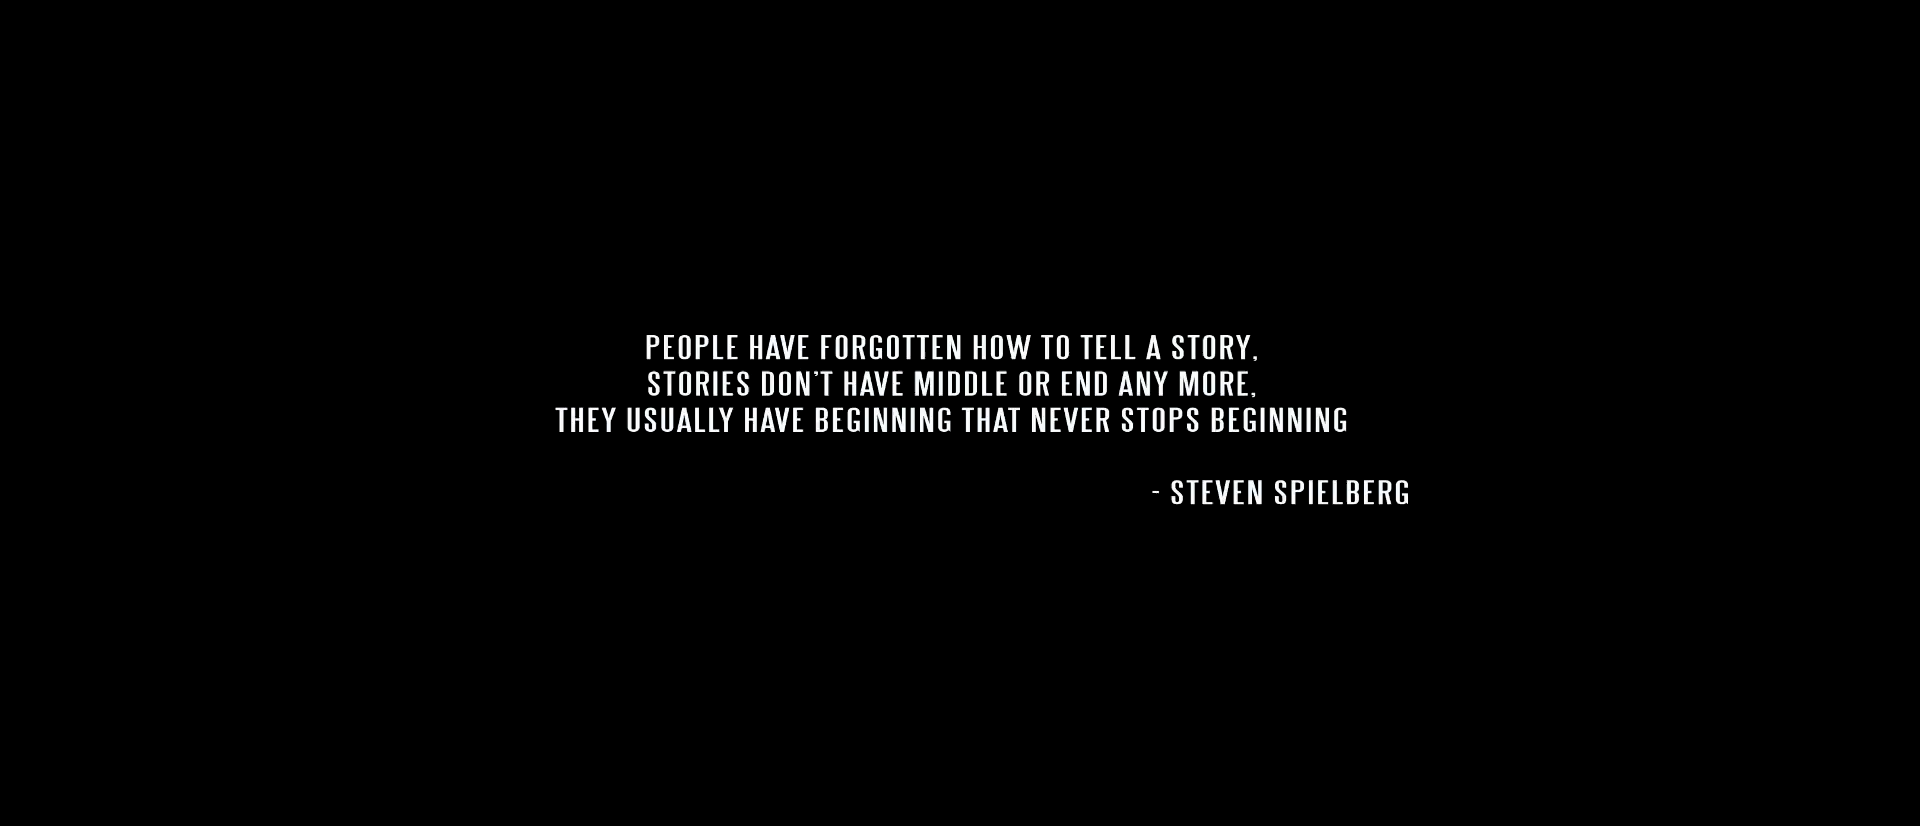 PEOPLE HAVE FORGOTTEN HOW TO TELL A STORY,
STORIES DON'T HAVE MIDDLE OR END ANY MORE,
THEY USUALLY HAVE BEGINNING THAT NEVER STOPS BEGINNING
- STEVEN SPIELBERG